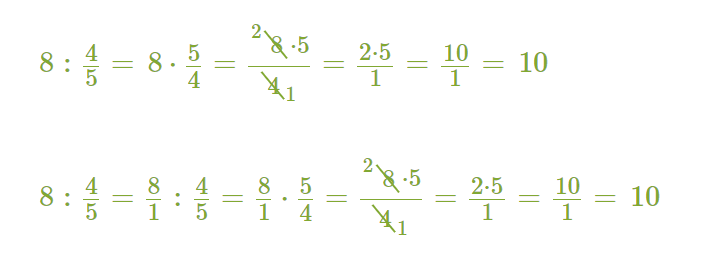 8 : 4/5 = 8 · 5/4 = 2 8 · 5 / 4 1 = 2·5/1 = 10/1 = 10
8 : 4/5 = 8/1 : 4/5 = 8/1 · 5/4 = 2 8 · 5 / 4 1 = 2·5/1 = 10/1 = 10